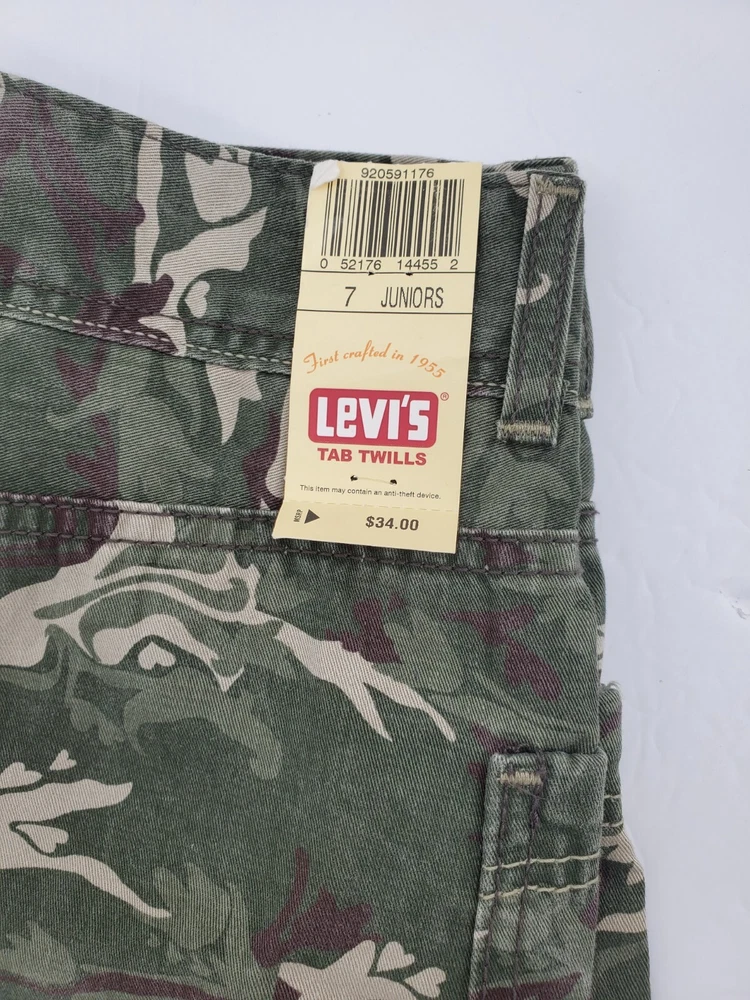 920591176
0 52176 14455 2
7 JUNIORS
First crafted in 1955
LEVI'S®
TAB TWILLS
This item may contain an anti-theft device.
MSRP $34.00